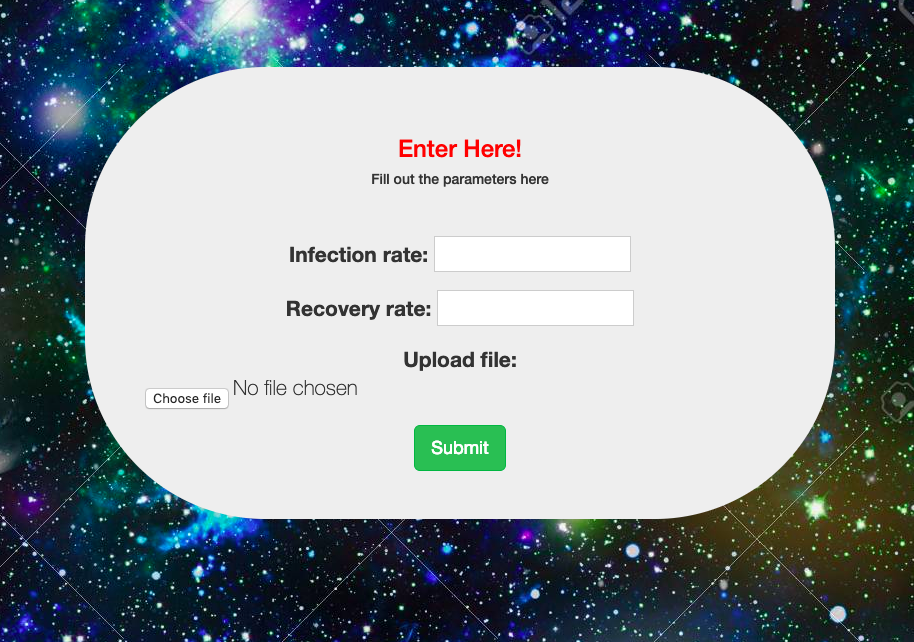 Enter Here!
Fill out the parameters here
Infection rate:
Recovery rate:
Upload file:
Choose file No file chosen
Submit